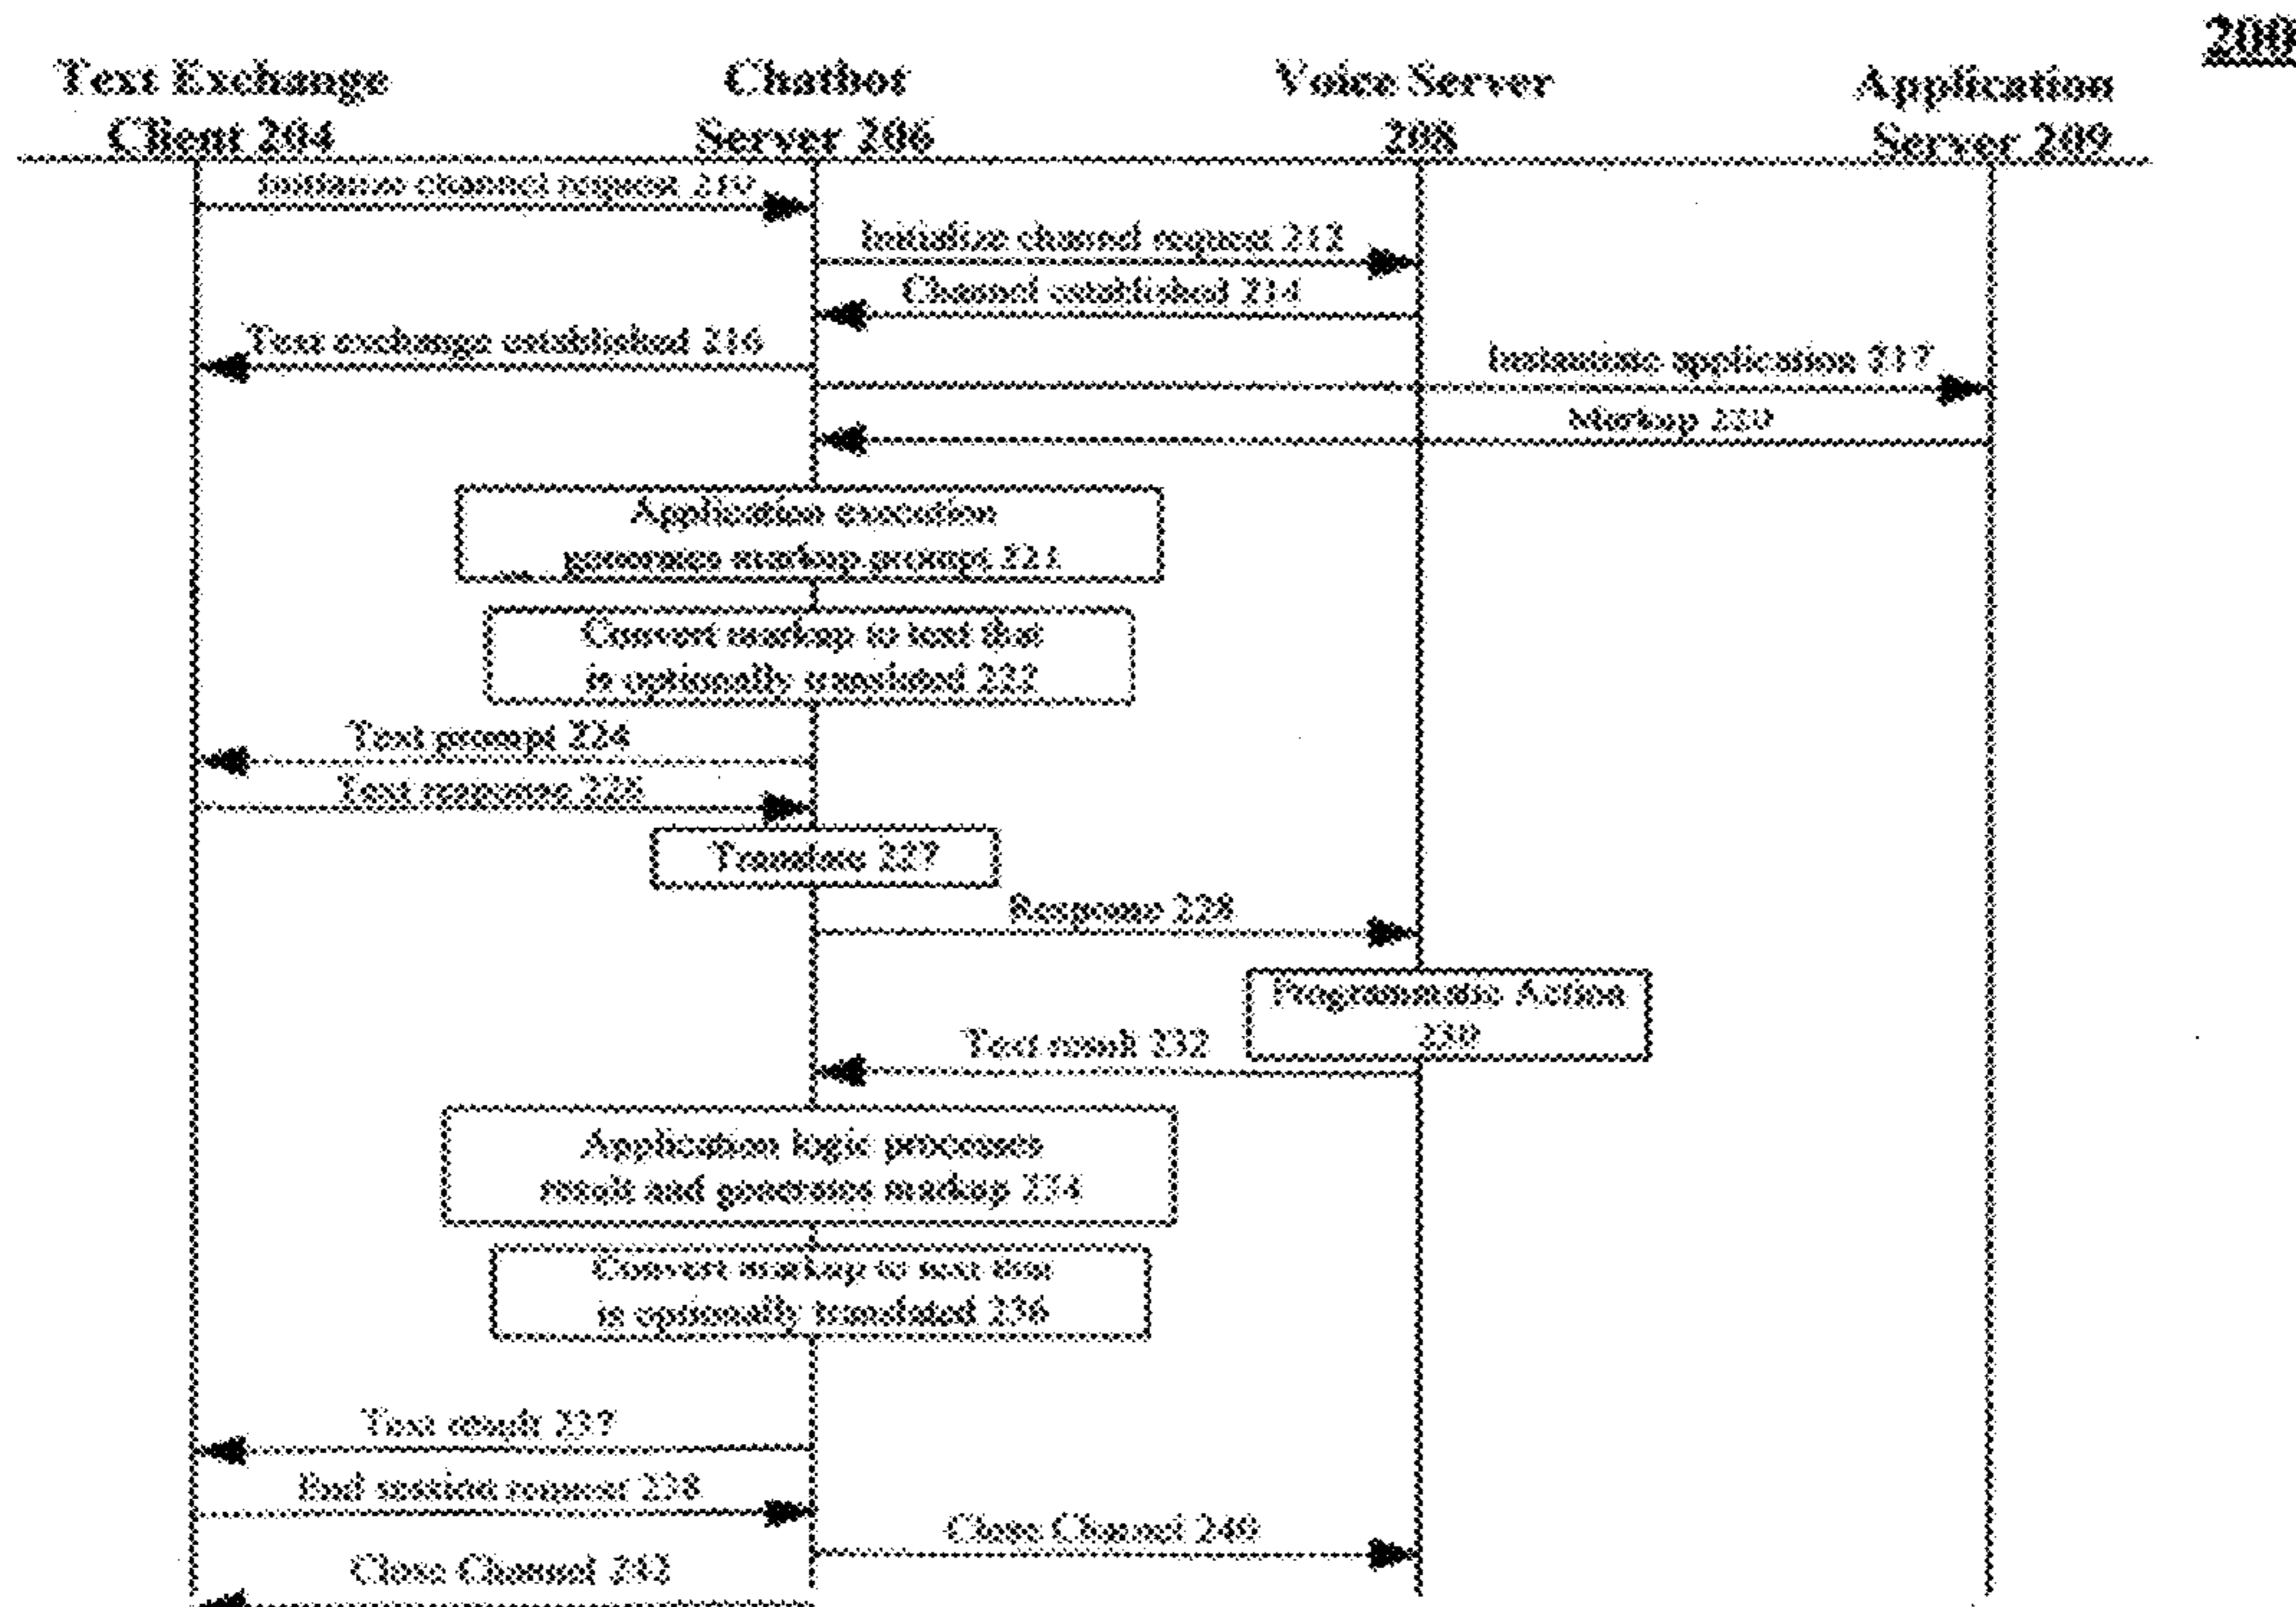 200
Text Exchange
Client 204
Chatbot
Server 206
Voice Server
208
Application
Server 209
Initialize channel request 210
Initialize channel request 212
Channel established 214
Text exchange established 216
Instantiate application 217
Markup 220
Application execution
generates markup prompt 221
Convert markup to text that
is optionally translated 222
Text prompt 224
Text response
Translate 227
Response 228
Programmatic Action
230
Text result 232
Application logic processes
result and generates markup 234
Convert markup to text that
is optionally translated 236
Text result 237
End session request 238
Close Channel 240
Close Channel 242